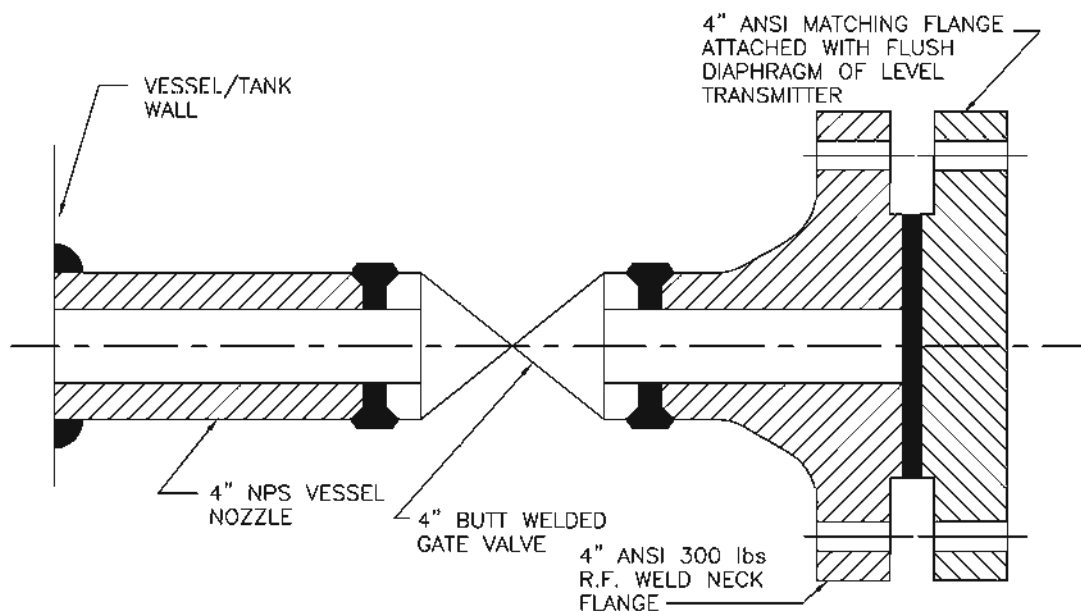 4" ANSI MATCHING FLANGE
ATTACHED WITH FLUSH
DIAPHRAGM OF LEVEL
TRANSMITTER
VESSEL/TANK
WALL
4" NPS VESSEL
NOZZLE
4" BUTT WELDED
GATE VALVE
4" ANSI 300 lbs
R.F. WELD NECK
FLANGE